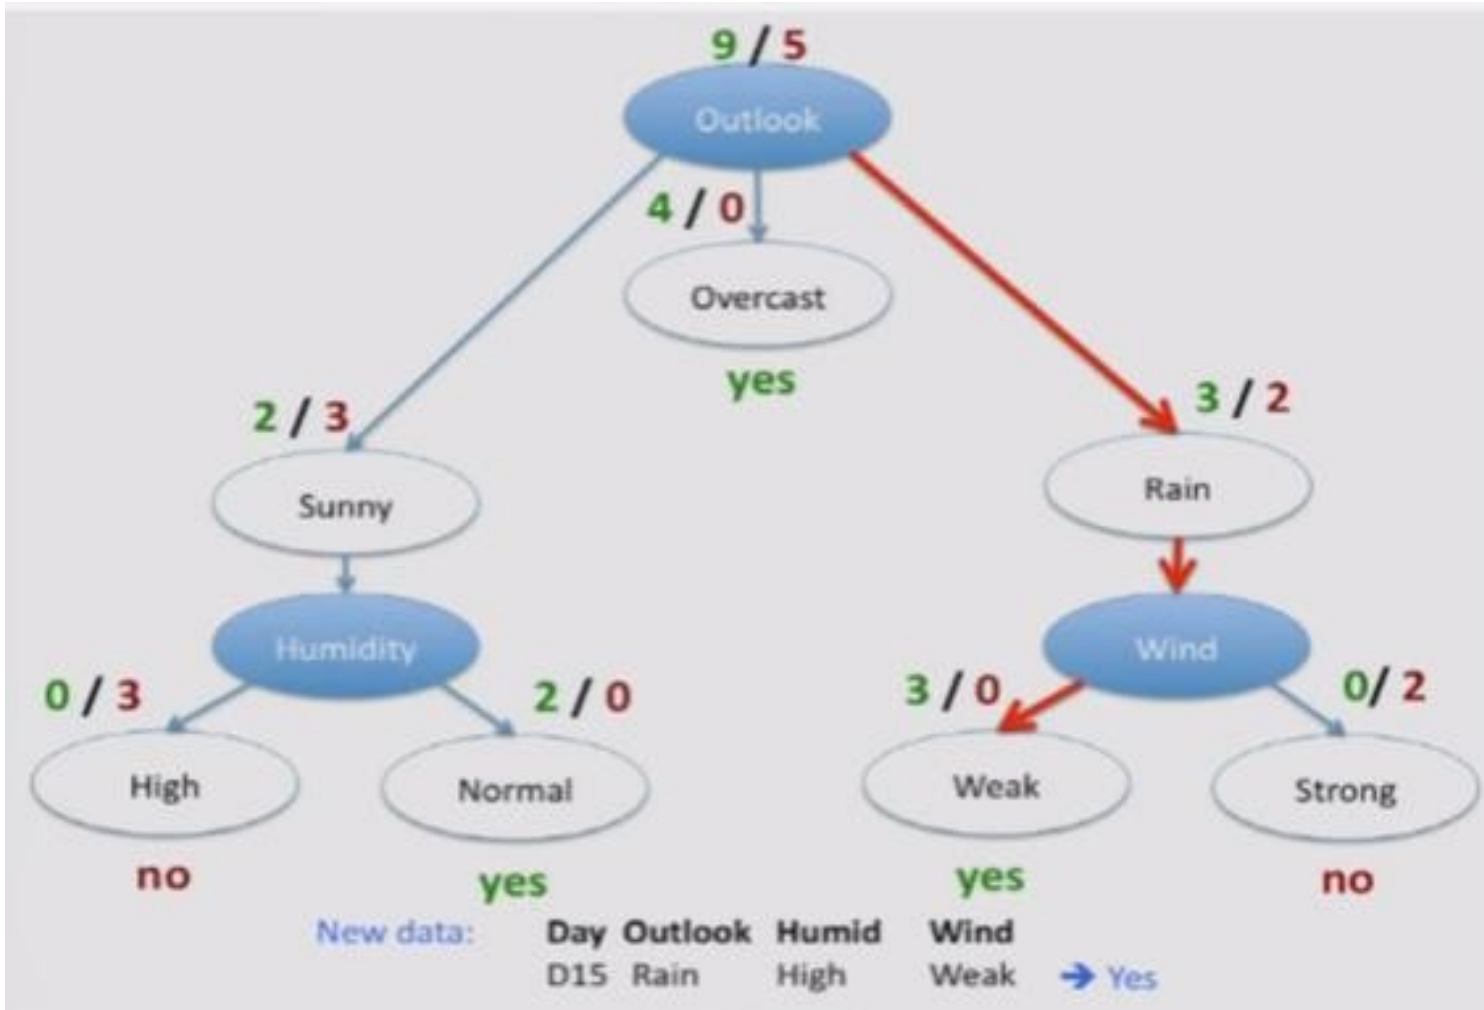 9 / 5
Outlook
4 / 0
Overcast
yes
2 / 3
3 / 2
Sunny
Rain
Humidity
Wind
0 / 3
2 / 0
3 / 0
0/ 2
High
Normal
Weak
Strong
no
yes
yes
no
New data: Day Outlook Humid Wind
D15 Rain High Weak → Yes